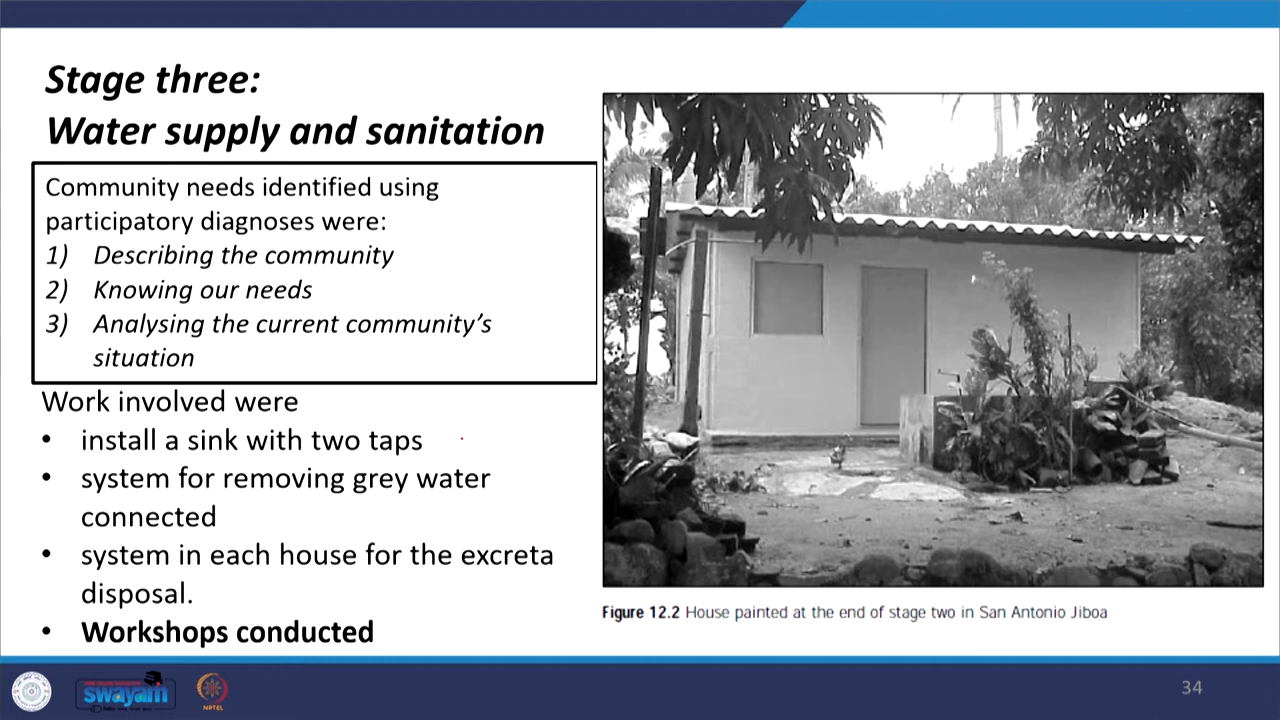 Stage three:
Water supply and sanitation
Community needs identified using
participatory diagnoses were:
1) Describing the community
2) Knowing our needs
3) Analysing the current community's
situation
Work involved were
• install a sink with two taps
• system for removing grey water
connected
• system in each house for the excreta
disposal.
• Workshops conducted
Figure 12.2 House painted at the end of stage two in San Antonio Jiboa
swayam
NPTEL
34